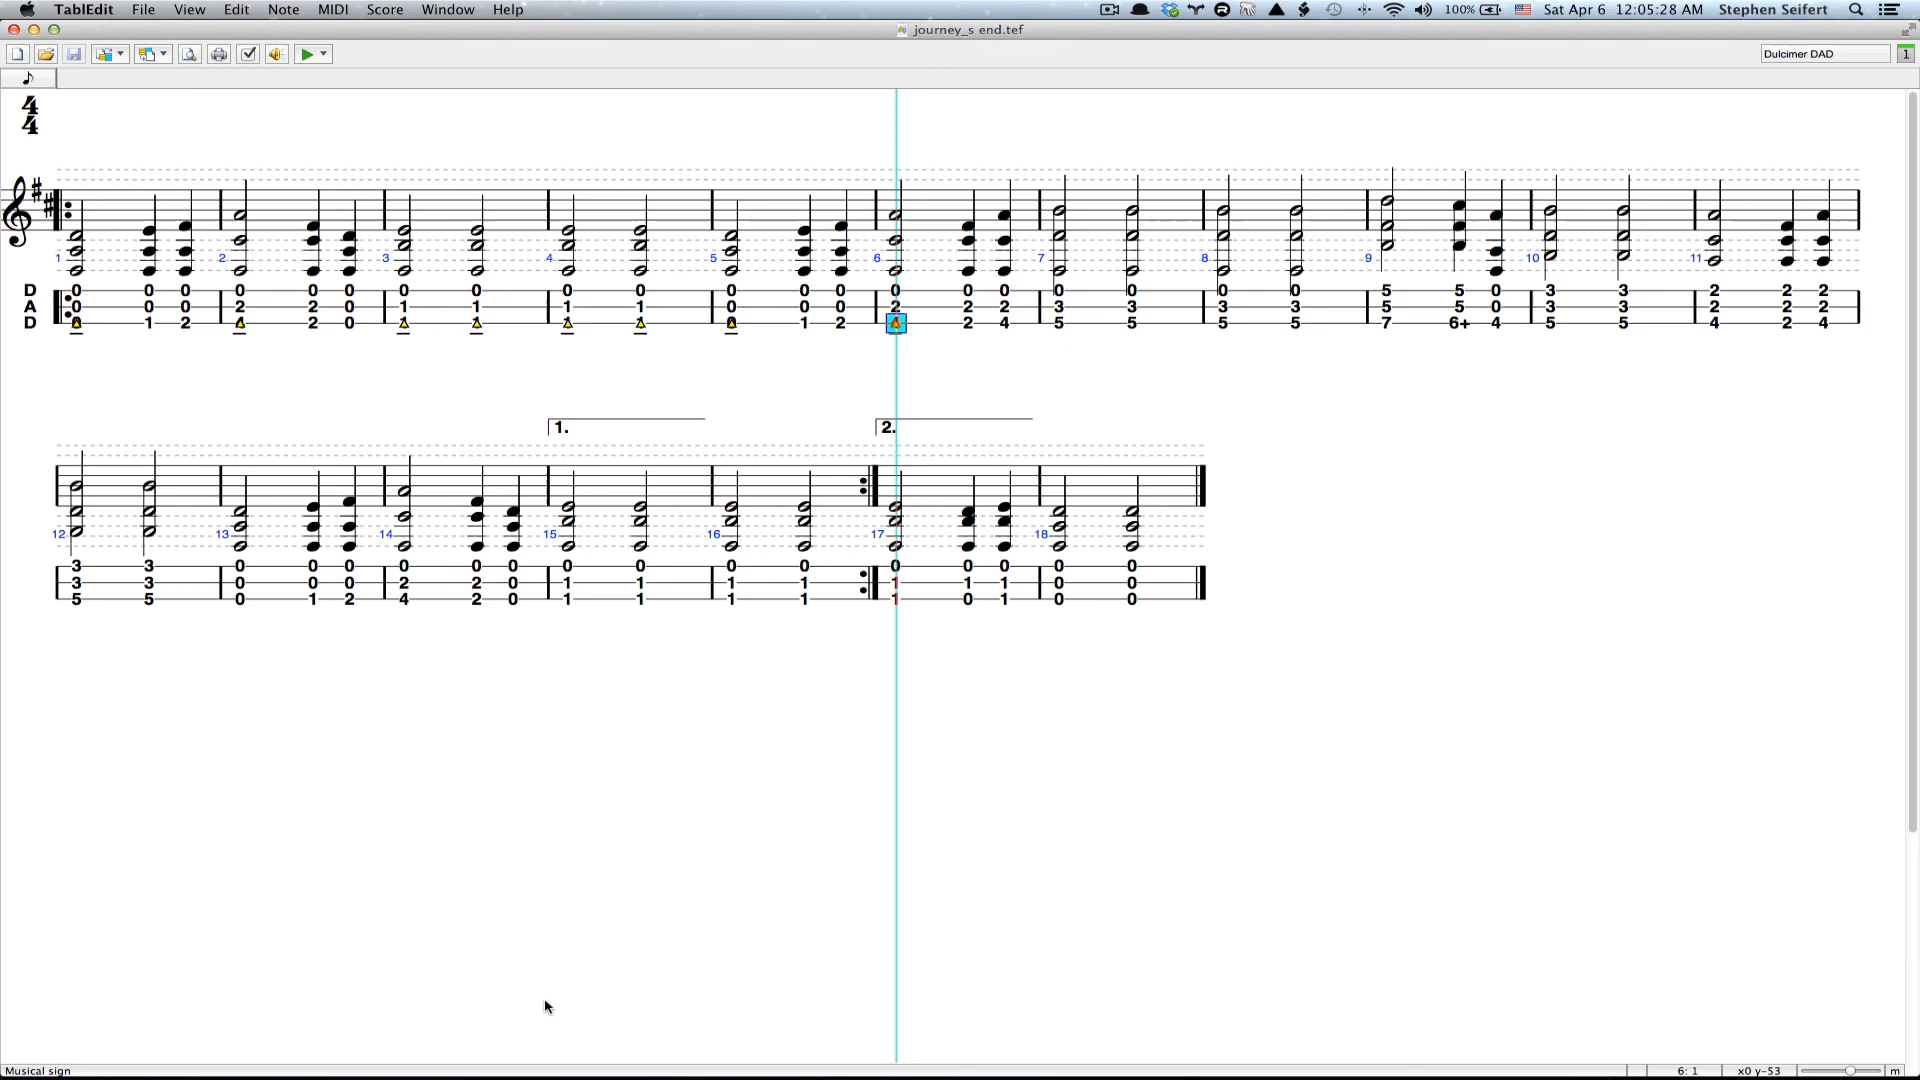 TablEdit File View Edit Note MIDI Score Window Help 100% Sat Apr 6 12:05:28 AM Stephen Seifert
journey_s end.tef
Dulcimer DAD 1
4
4
1 2 3 4 5 6 7 8 9 10 11
D 0 0 0 0 0 0 0 0 0 0 0 0 0 0 0 0 0 0 0 0 0 5 5 0 3 3 2 2 2
A 0 0 0 2 2 0 1 1 1 1 0 0 0 2 2 2 3 3 3 3 5 5 0 3 3 2 2 2
D 1 2 2 0 1 2 4 2 4 5 5 5 5 7 6+ 4 5 5 4 2 4
1. 2.
12 13 14 15 16 17 18
3 3 0 0 0 0 0 0 0 0 0 0 0 0 0 0 0
3 3 0 0 0 2 2 0 1 1 1 1 1 1 1 0 0
5 5 0 1 2 4 2 0 1 1 1 1 1 0 1 0 0
Musical sign 6: 1 x0 y-53 m